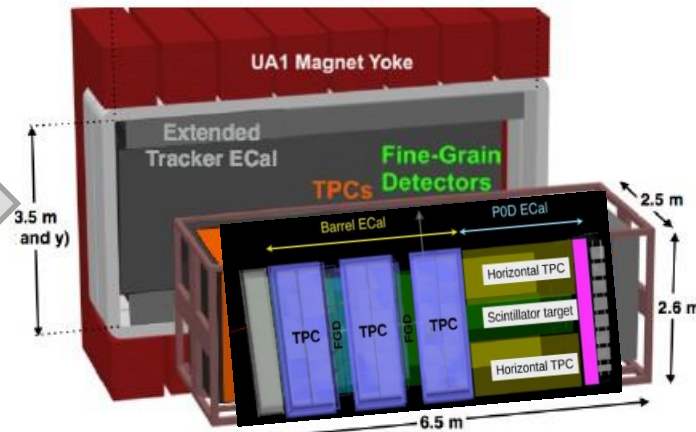 UA1 Magnet Yoke
Extended
Tracker ECal
Fine-Grain
TPCs Detectors
3.5 m
and y)
2.5 m
Barrel ECal
P0D ECal
Horizontal TPC
2.6 m
Scintillator target
TPC
FGD
TPC
FGD
TPC
Horizontal TPC
6.5 m